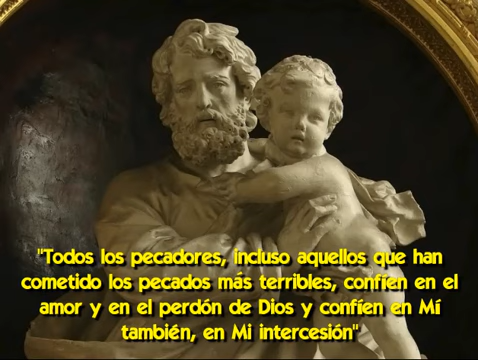 "Todos los pecadores, incluso aquellos que han
cometido los pecados más terribles, confíen en el
amor y en el perdón de Dios y confíen en Mí
también, en Mi intercesión"